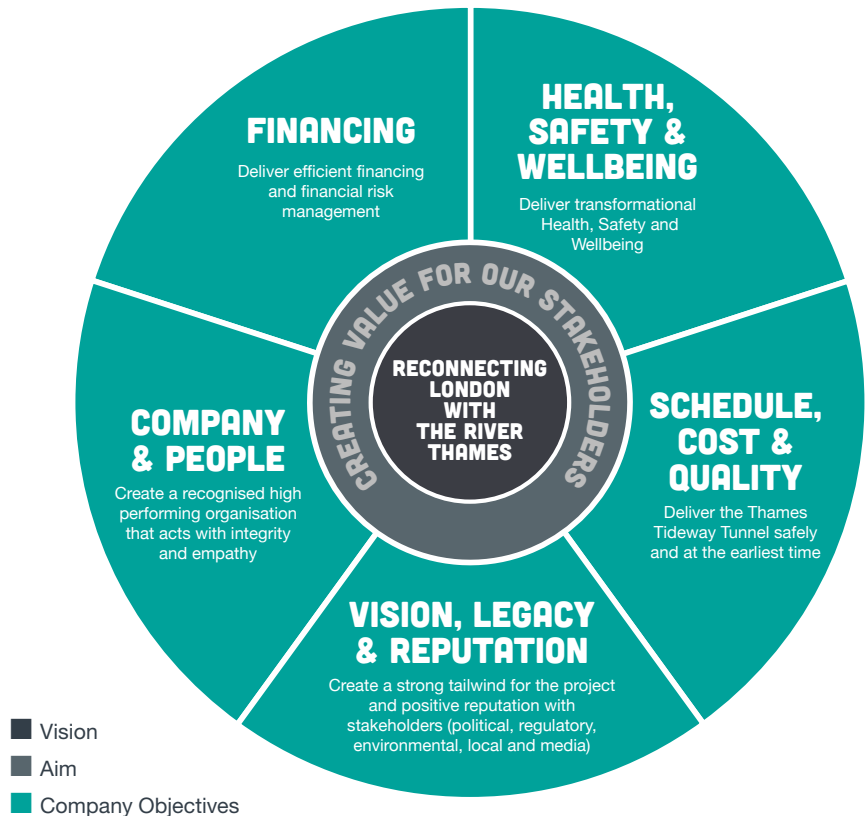 FINANCING
Deliver efficient financing
and financial risk
management
HEALTH,
SAFETY &
WELLBEING
Deliver transformational
Health, Safety and
Wellbeing
CREATING VALUE FOR OUR STAKEHOLDERS
RECONNECTING
LONDON
WITH
THE RIVER
THAMES
COMPANY
& PEOPLE
Create a recognised high
performing organisation
that acts with integrity
and empathy
SCHEDULE,
COST &
QUALITY
Deliver the Thames
Tideway Tunnel safely
and at the earliest time
VISION, LEGACY
& REPUTATION
Create a strong tailwind for the project
and positive reputation with
stakeholders (political, regulatory,
environmental, local and media)
Vision
Aim
Company Objectives